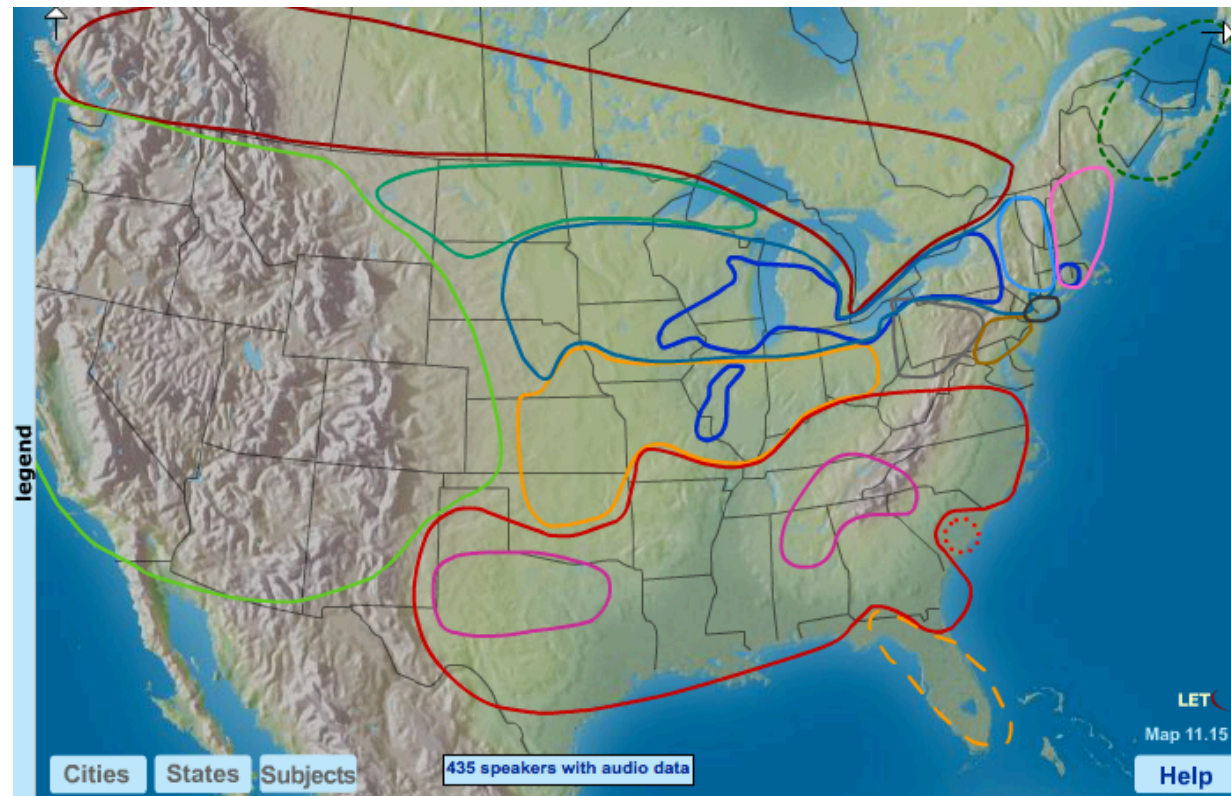 legend
LET
Map 11.15
Cities
States
Subjects
435 speakers with audio data
Help